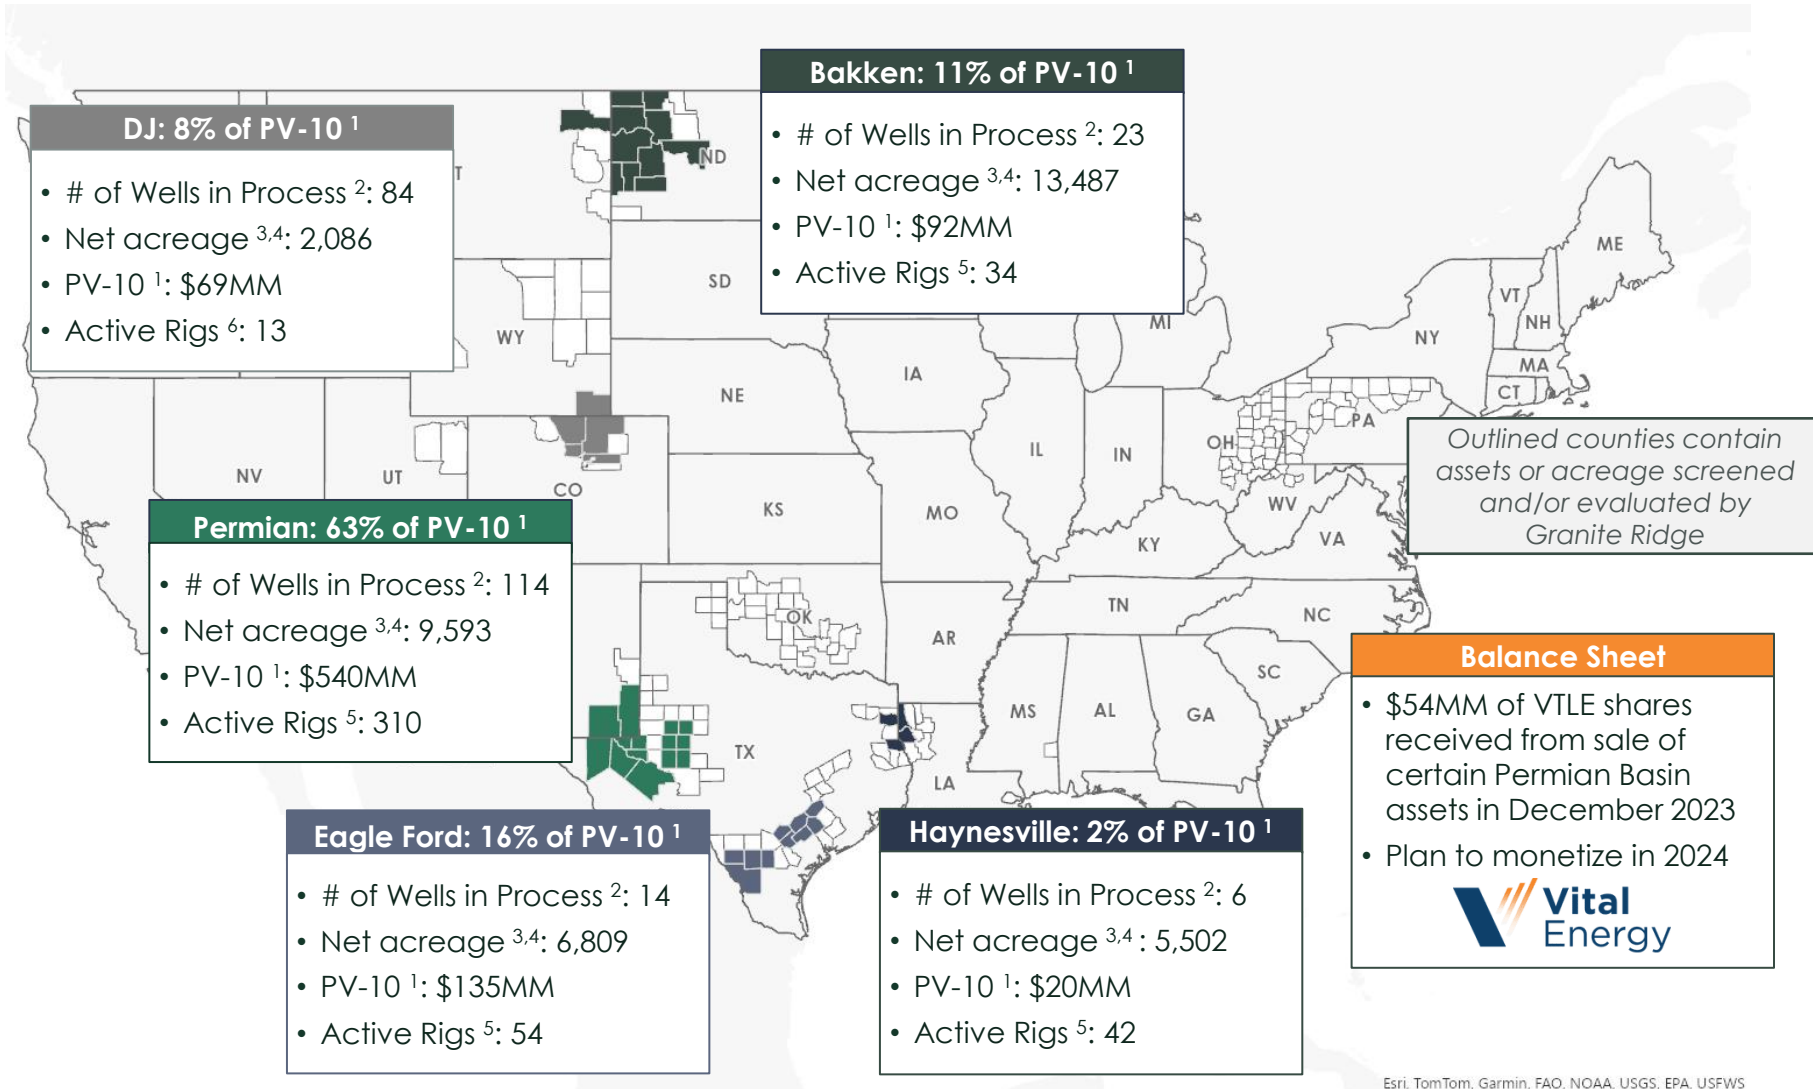 Bakken: 11% of PV-10 1
• # of Wells in Process 2: 23
• Net acreage 3,4: 13,487
• PV-10 1: $92MM
• Active Rigs 5: 34
DJ: 8% of PV-10 1
• # of Wells in Process 2: 84
• Net acreage 3,4: 2,086
• PV-10 1: $69MM
• Active Rigs 6: 13
T
ND
SD
WY
NE
IA
MI
ME
VT
NH
NY
MA
CT
PA
OH
IL
IN
NV
UT
CO
KS
MO
WV
VA
KY
Outlined counties contain
assets or acreage screened
and/or evaluated by
Granite Ridge
Permian: 63% of PV-10 1
• # of Wells in Process 2: 114
• Net acreage 3,4: 9,593
• PV-10 1: $540MM
• Active Rigs 5: 310
OK
AR
TN
NC
SC
MS
AL
GA
TX
LA
Balance Sheet
• $54MM of VTLE shares
received from sale of
certain Permian Basin
assets in December 2023
• Plan to monetize in 2024
Vital
Energy
Eagle Ford: 16% of PV-10 1
• # of Wells in Process 2: 14
• Net acreage 3,4: 6,809
• PV-10 1: $135MM
• Active Rigs 5: 54
Haynesville: 2% of PV-10 1
• # of Wells in Process 2: 6
• Net acreage 3,4 : 5,502
• PV-10 1: $20MM
• Active Rigs 5: 42
Esri, TomTom, Garmin, FAO, NOAA, USGS, EPA, USFWS